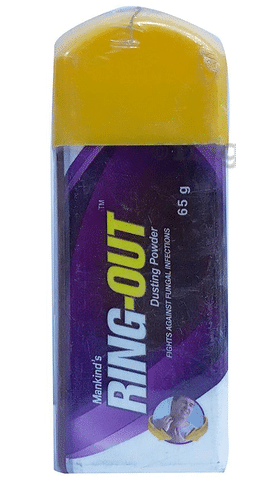 Mankind's
RING-OUT™
Dusting Powder
FIGHTS AGAINST FUNGAL INFECTIONS
65 g